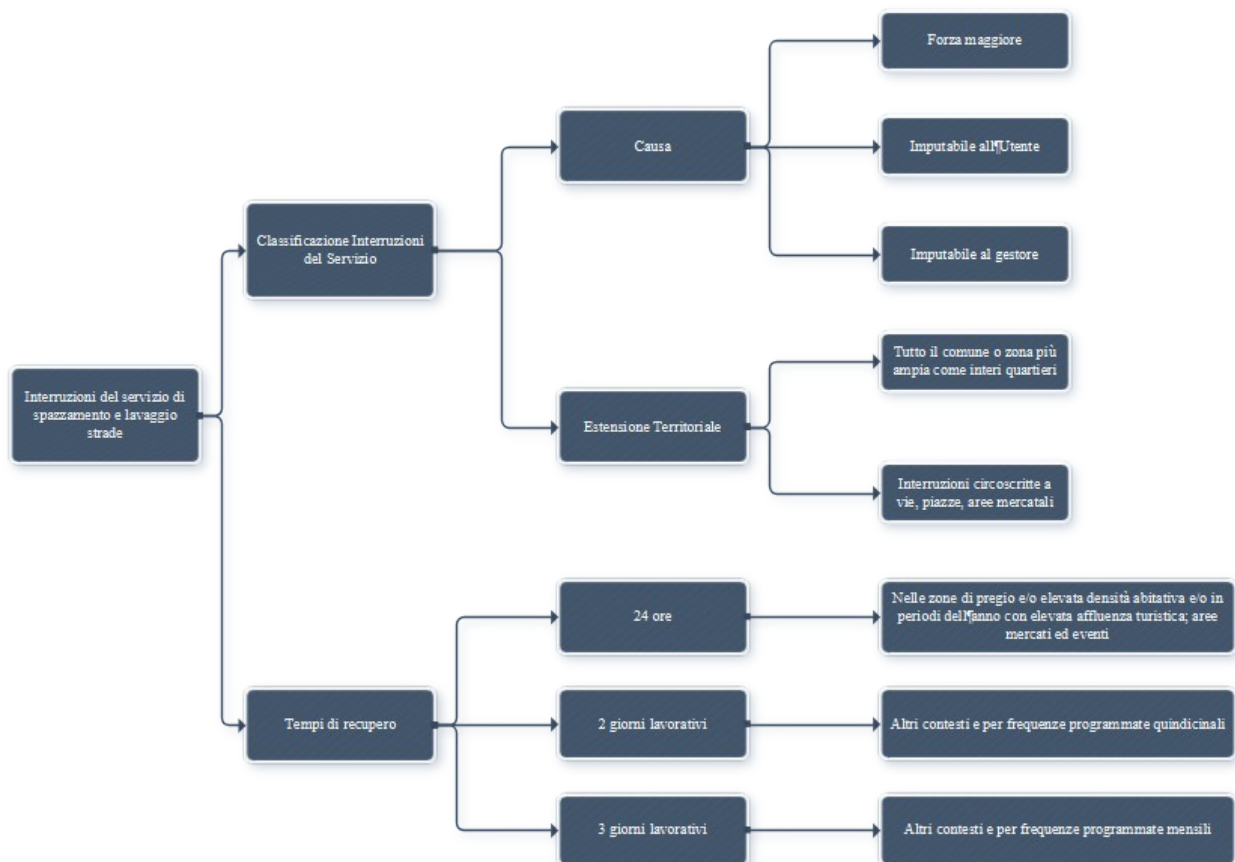 Forza maggiore
Causa
Imputabile all¶Utente
Classificazione Interruzioni
del Servizio
Imputabile al gestore
Tutto il comune o zona più
ampia come interi quartieri
Interruzioni del servizio di
spazzamento e lavaggio
strade
Estensione Territoriale
Interruzioni circoscritte a
vie, piazze, aree mercatali
24 ore
Nelle zone di pregio e/o elevata densità abitativa e/o in
periodi dell¶anno con elevata affluenza turistica; aree
mercati ed eventi
Tempi di recupero
2 giorni lavorativi
Altri contesti e per frequenze programmate quindicinali
3 giorni lavorativi
Altri contesti e per frequenze programmate mensili